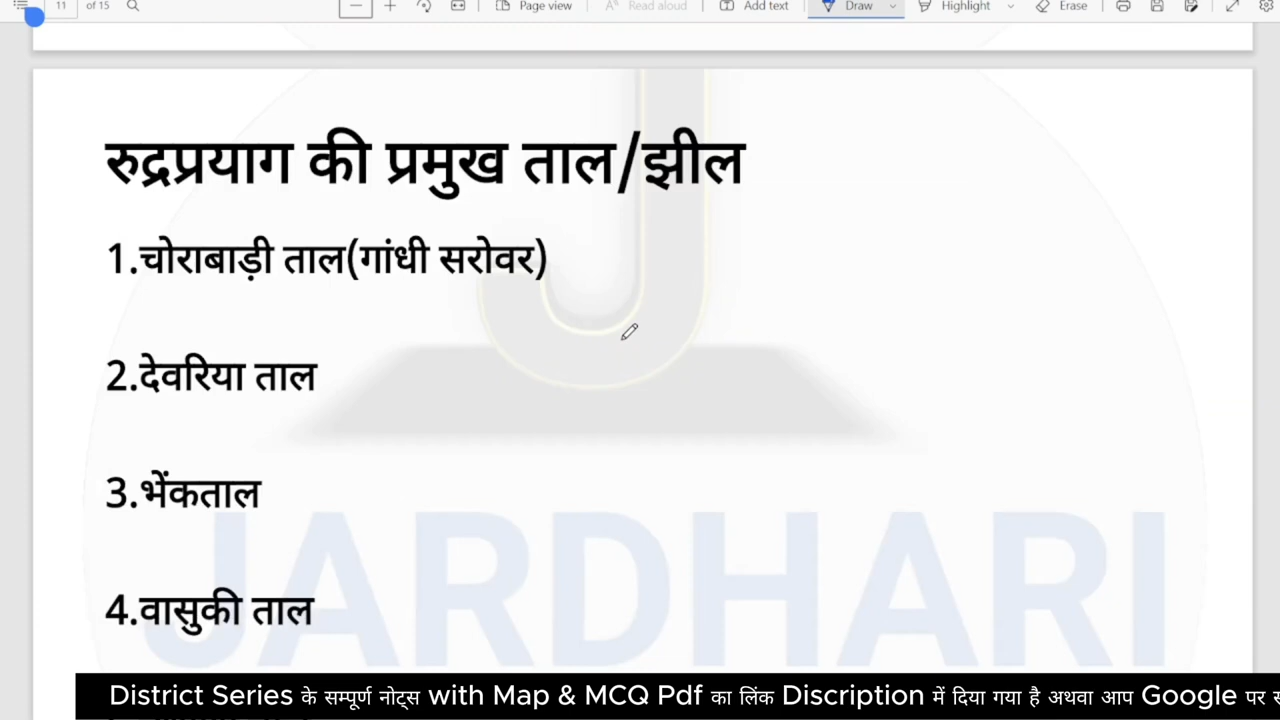 11 of 15 Page view Read aloud Add text Draw Highlight Erase
रुद्रप्रयाग की प्रमुख ताल/झील
1.चोराबाड़ी ताल(गांधी सरोवर)
2.देवरिया ताल
3.भेंकताल
4.वासुकी ताल
JARDHARI
District Series के सम्पूर्ण नोट्स with Map & MCQ Pdf का लिंक Discription में दिया गया है अथवा आप Google पर